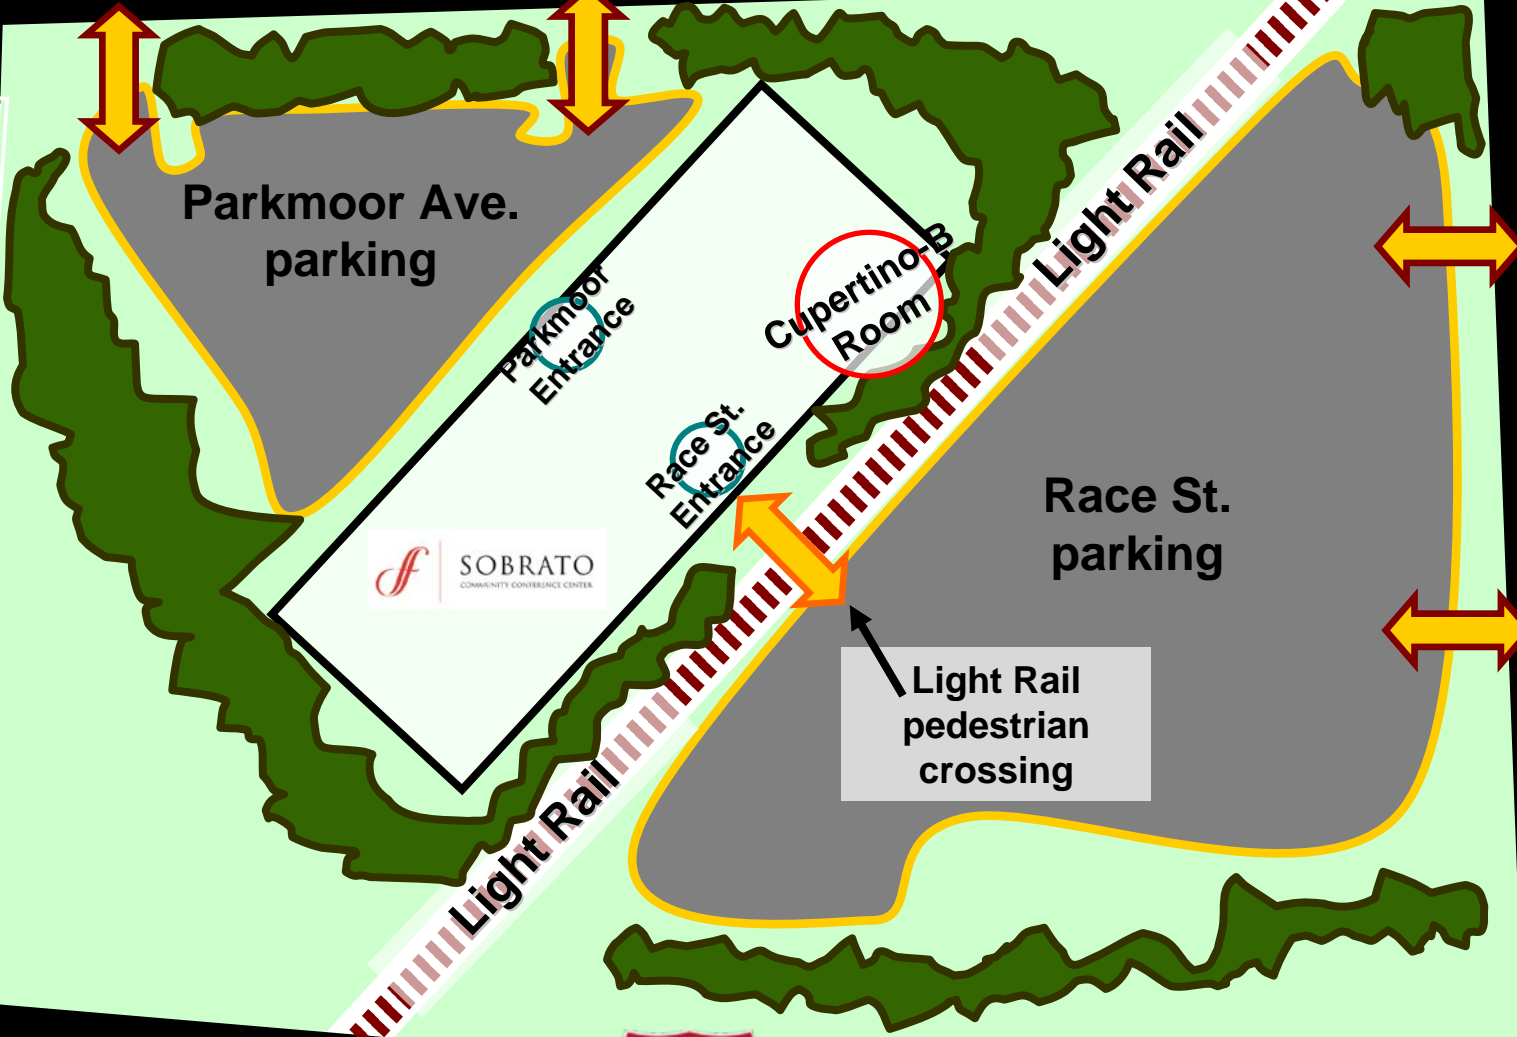 Parkmoor Ave.
parking
Light Rail
Parkmoor
Entrance
Cupertino-B
Room
Race St.
Entrance
Race St.
parking
SOBRATO
COMMUNITY CONFERENCE CENTER
Light Rail
pedestrian
crossing
Light Rail